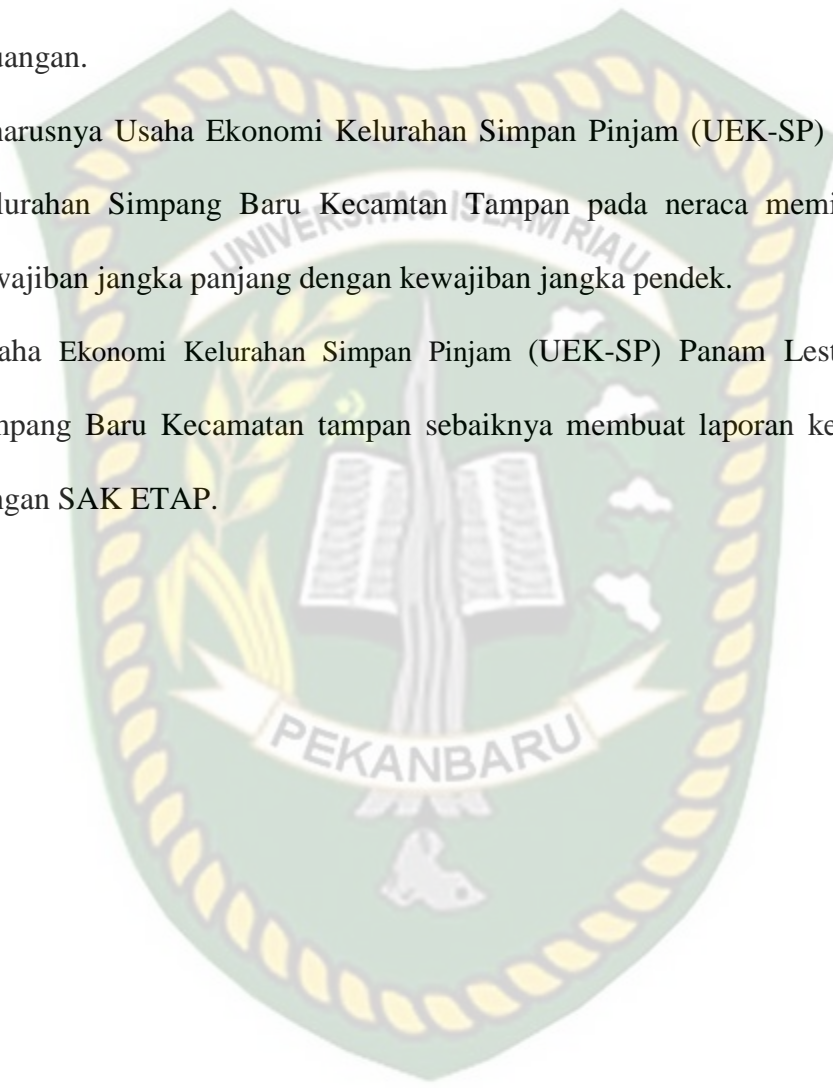 uangan.
harusnya Usaha Ekonomi Kelurahan Simpan Pinjam (UEK-SP)
lurahan Simpang Baru Kecamtan Tampan pada neraca memi
UNIVERSITAS ISLAM RIAU
wajiban jangka panjang dengan kewajiban jangka pendek.
aha Ekonomi Kelurahan Simpan Pinjam (UEK-SP) Panam Lest
mpang Baru Kecamatan tampan sebaiknya membuat laporan ke
ngan SAK ETAP.
PEKANBARU